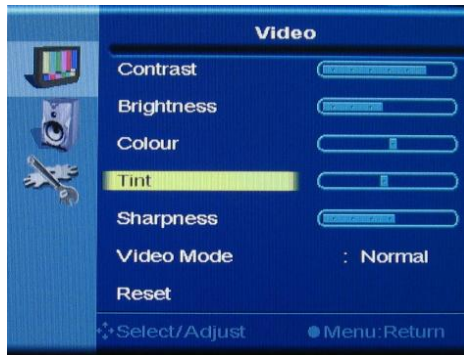 Video
Contrast
Brightness
Colour
Tint
Sharpness
Video Mode : Normal
Reset
Select/Adjust Menu:Return